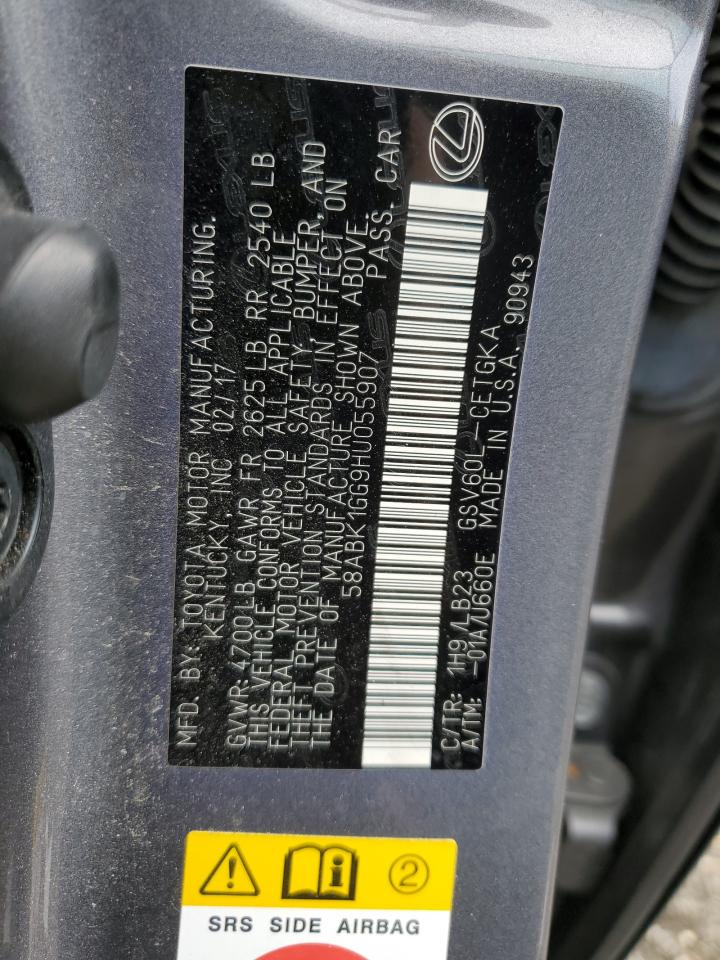 MFD. BY: TOYOTA MOTOR MANUFACTURING.
KENTUCKY, INC 02/17
GVWR: 4700 LB GAWR FR 2625 LB RR 2540 LB
THIS VEHICLE CONFORMS TO ALL APPLICABLE
FEDERAL MOTOR VEHICLE SAFETY, BUMPER, AND
THEFT PREVENTION STANDARDS IN EFFECT ON
THE DATE OF MANUFACTURE SHOWN ABOVE.
58ABK1GG9HU055907 PASS. CAR
C/TR: 1H9/LB23 GSV60L-CETGKA
A/TM: -01A/U660E MADE IN U.S.A. 90943
2
SRS SIDE AIRBAG